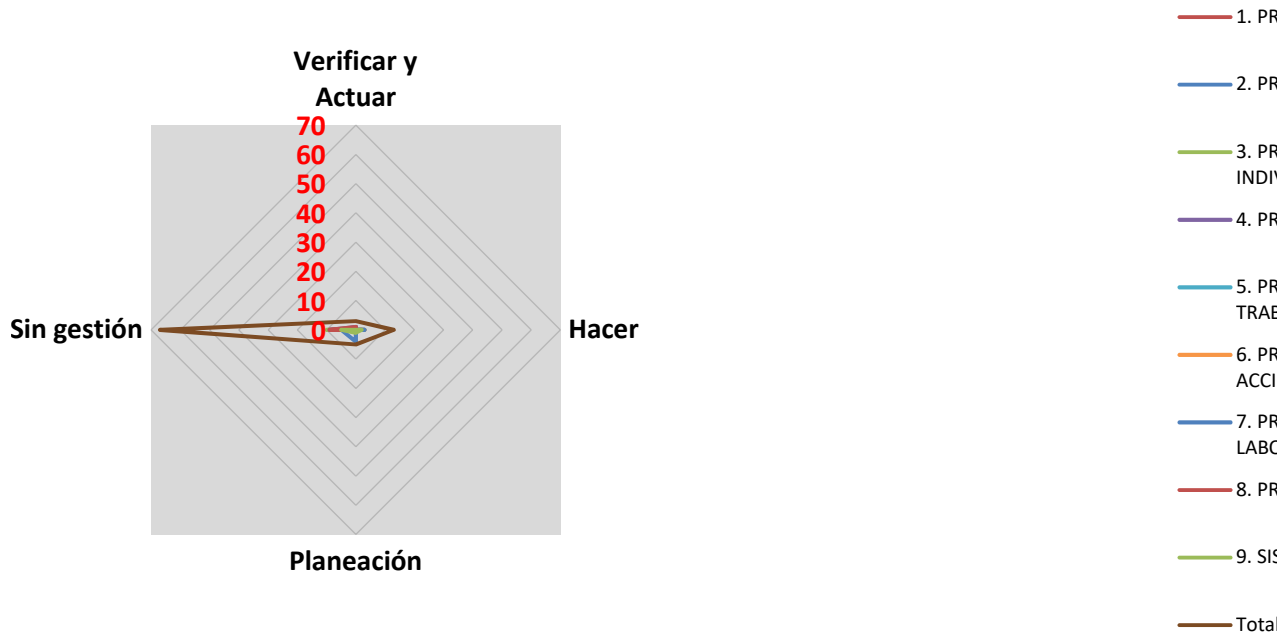 Verificar y
Actuar
70
60
50
40
30
20
10
0
Sin gestión
Hacer
Planeación
1. PR
2. PR
3. PR
INDIV
4. PR
5. PR
TRAB
6. PR
ACCI
7. PR
LABO
8. PR
9. SIS
Total